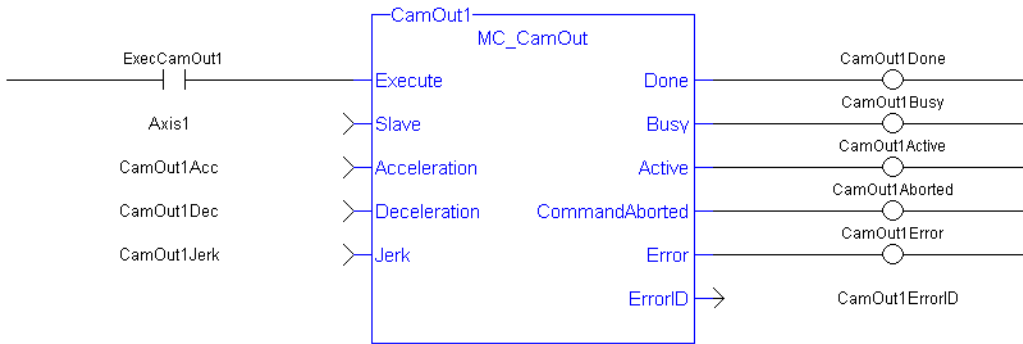 CamOut1
MC_CamOut
ExecCamOut1 Execute Done CamOut1Done
Axis1 Slave Busy CamOut1Busy
CamOut1Acc Acceleration Active CamOut1Active
CamOut1Dec Deceleration CommandAborted CamOut1Aborted
CamOut1Jerk Jerk Error CamOut1Error
ErrorID CamOut1ErrorID